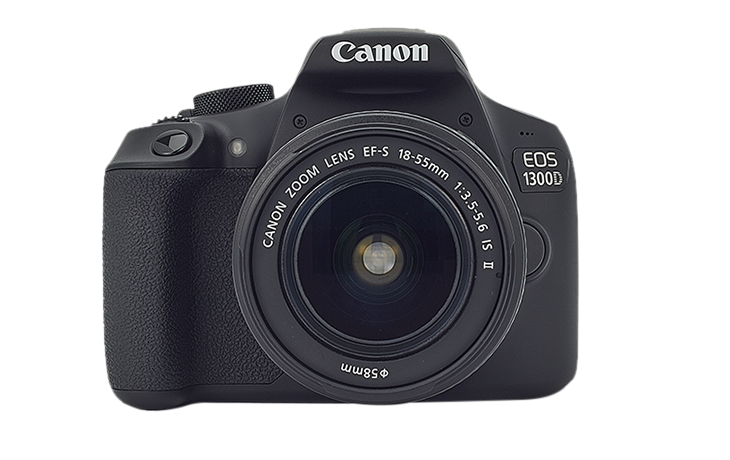 Canon
EOS
1300D
CANON ZOOM LENS EF-S 18-55mm 1:3.5-5.6 IS II
φ58mm